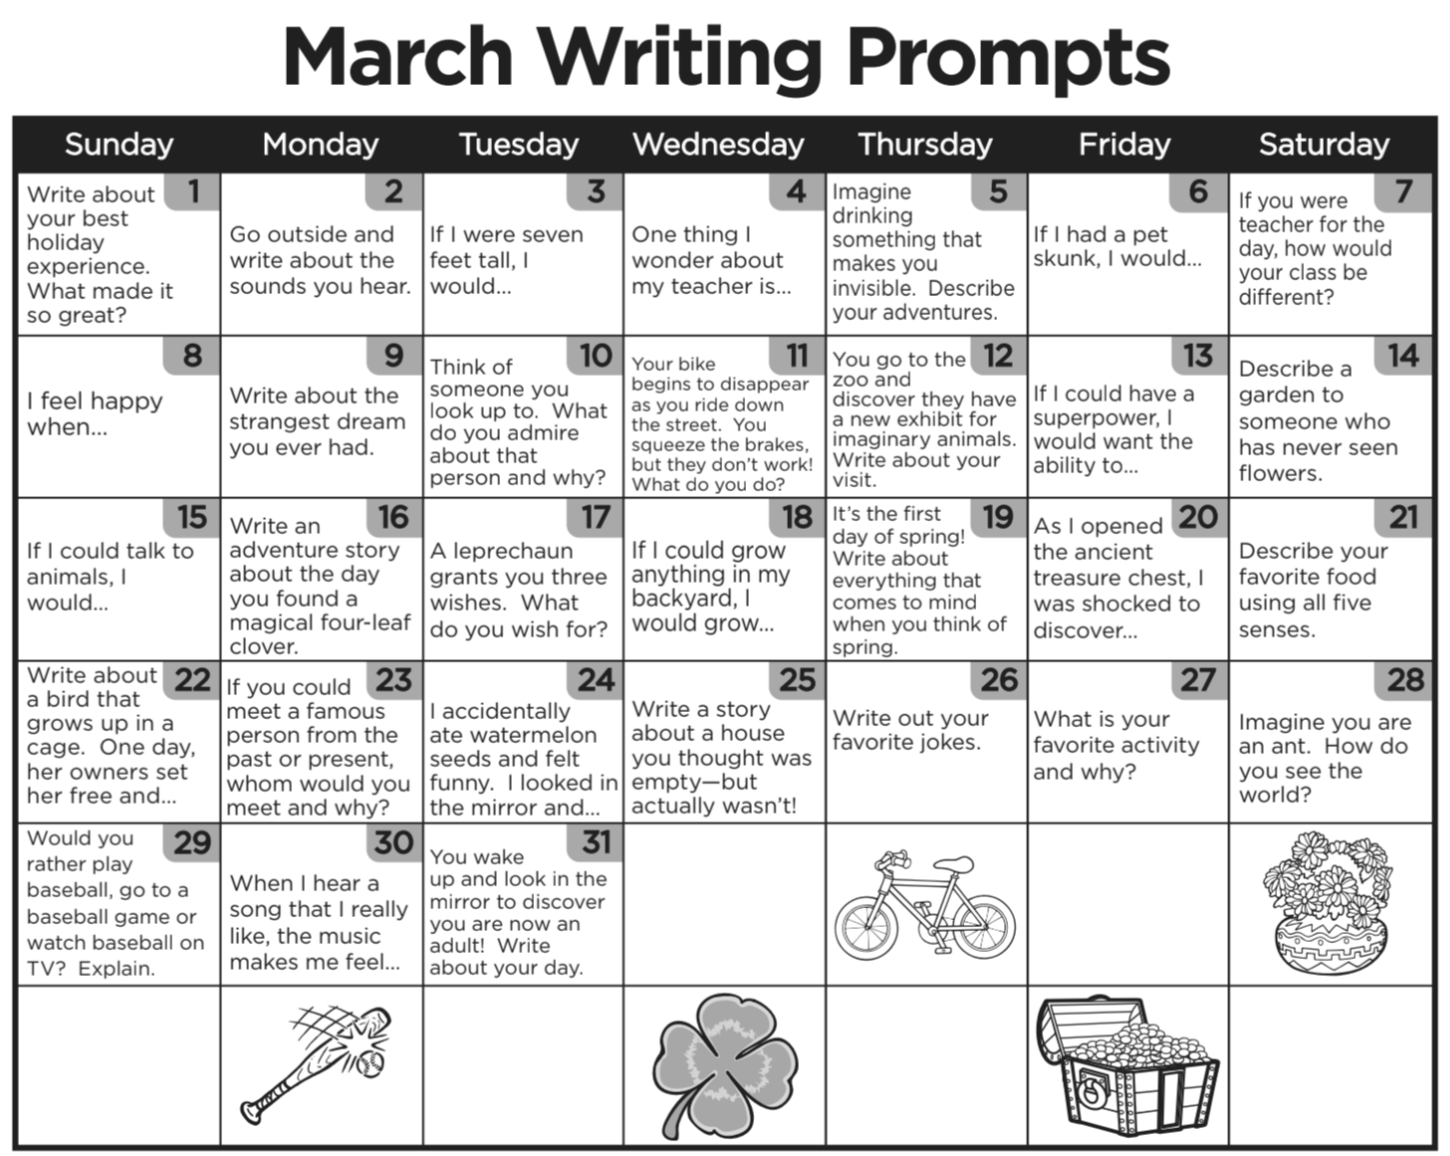 March Writing Prompts
Sunday
Monday
Tuesday
Wednesday
Thursday
Friday
Saturday
1
Write about
your best
holiday
experience.
What made it
so great?
2
Go outside and
write about the
sounds you hear.
3
If I were seven
feet tall, I
would...
4
One thing I
wonder about
my teacher is...
5
Imagine
drinking
something that
makes you
invisible.  Describe
your adventures.
6
If I had a pet
skunk, I would...
7
If you were
teacher for the
day, how would
your class be
different?
8
I feel happy
when...
9
Write about the
strangest dream
you ever had.
10
Think of
someone you
look up to.  What
do you admire
about that
person and why?
11
Your bike
begins to disappear
as you ride down
the street.  You
squeeze the brakes,
but they don't work!
What do you do?
12
You go to the
zoo and
discover they have
a new exhibit for
imaginary animals.
Write about your
visit.
13
If I could have a
superpower, I
would want the
ability to...
14
Describe a
garden to
someone who
has never seen
flowers.
15
If I could talk to
animals, I
would...
16
Write an
adventure story
about the day
you found a
magical four-leaf
clover.
17
A leprechaun
grants you three
wishes.  What
do you wish for?
18
If I could grow
anything in my
backyard, I
would grow...
19
It's the first
day of spring!
Write about
everything that
comes to mind
when you think of
spring.
20
As I opened
the ancient
treasure chest, I
was shocked to
discover...
21
Describe your
favorite food
using all five
senses.
22
Write about
a bird that
grows up in a
cage.  One day,
her owners set
her free and...
23
If you could
meet a famous
person from the
past or present,
whom would you
meet and why?
24
I accidentally
ate watermelon
seeds and felt
funny.  I looked in
the mirror and...
25
Write a story
about a house
you thought was
empty—but
actually wasn't!
26
Write out your
favorite jokes.
27
What is your
favorite activity
and why?
28
Imagine you are
an ant.  How do
you see the
world?
29
Would you
rather play
baseball, go to a
baseball game or
watch baseball on
TV?  Explain.
30
When I hear a
song that I really
like, the music
makes me feel...
31
You wake
up and look in the
mirror to discover
you are now an
adult!  Write
about your day.